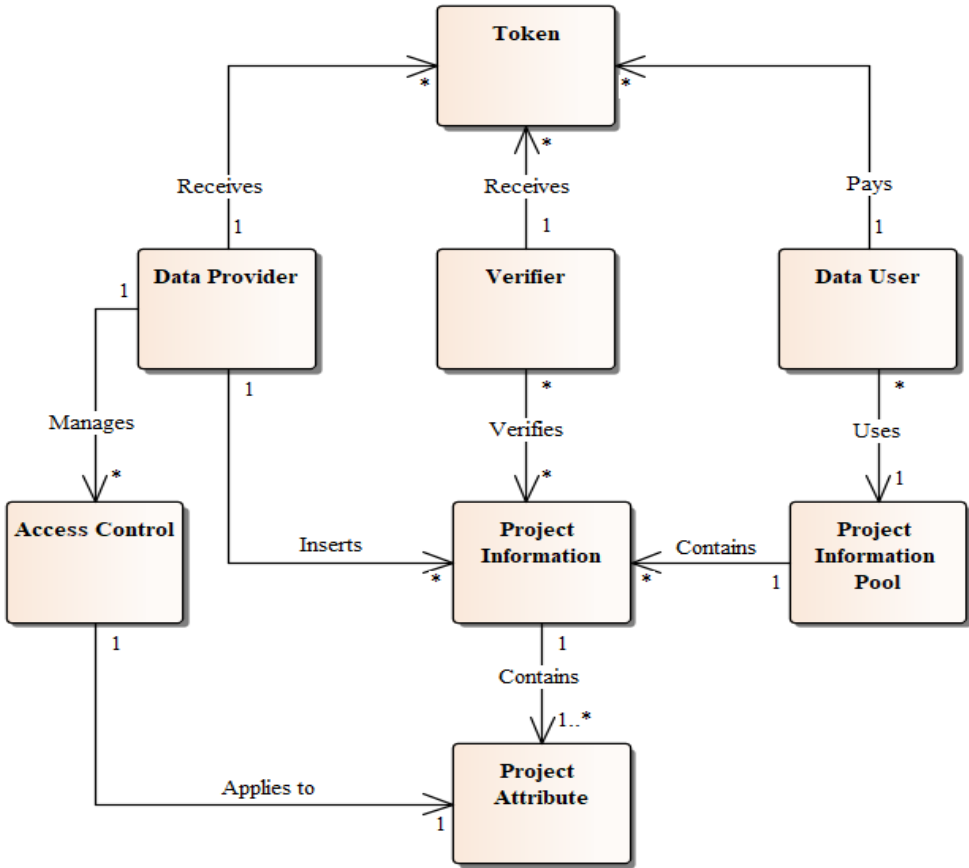 Token
*
*
*
Receives
Receives
Pays
1
1
1
Data Provider
Verifier
Data User
1
1
*
*
Manages
Verifies
Uses
*
*
1
Access Control
Project
Information
Project
Information
Pool
Inserts
*
Contains
*
1
1
1
Contains
1..*
Project
Attribute
Applies to
1